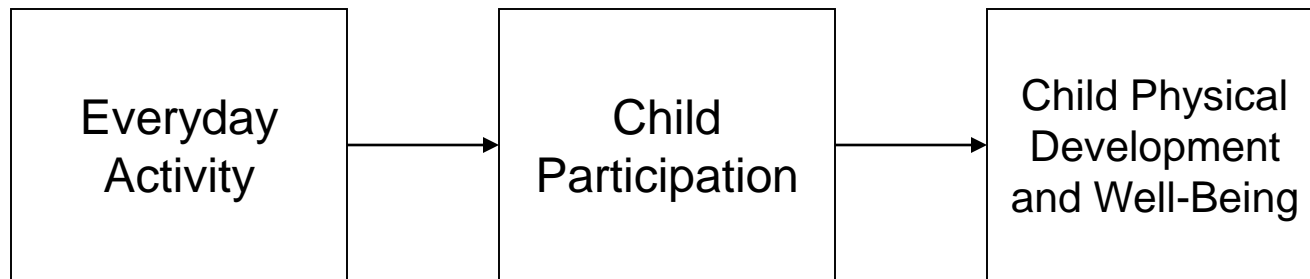 Everyday
Activity
Child
Participation
Child Physical
Development
and Well-Being